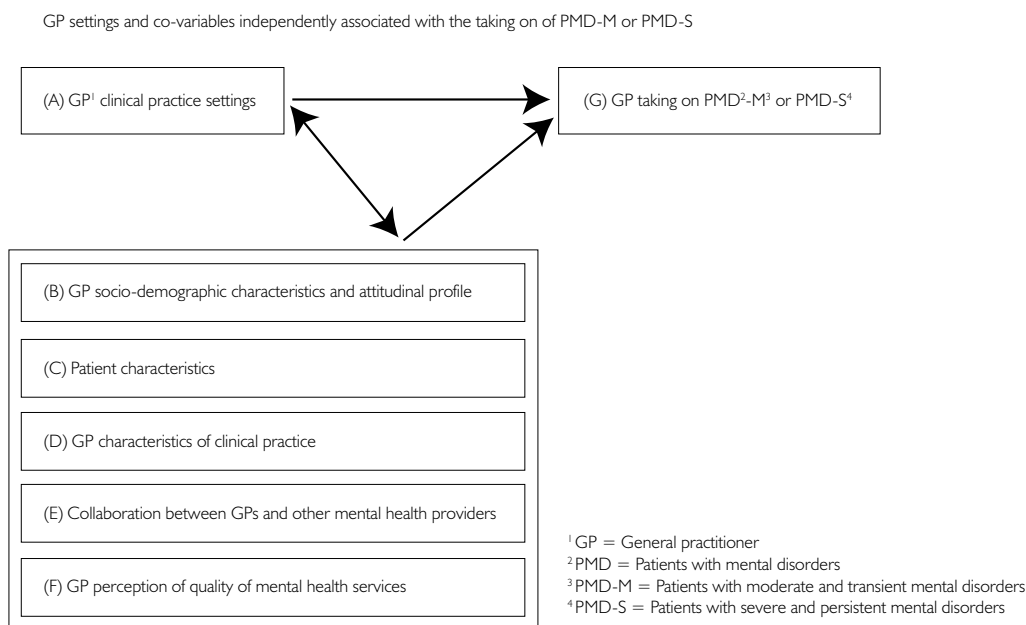 GP settings and co-variables independently associated with the taking on of PMD-M or PMD-S
(A) GP¹ clinical practice settings
(G) GP taking on PMD²-M³ or PMD-S⁴
(B) GP socio-demographic characteristics and attitudinal profile
(C) Patient characteristics
(D) GP characteristics of clinical practice
(E) Collaboration between GPs and other mental health providers
(F) GP perception of quality of mental health services
¹ GP = General practitioner
² PMD = Patients with mental disorders
³ PMD-M = Patients with moderate and transient mental disorders
⁴ PMD-S = Patients with severe and persistent mental disorders